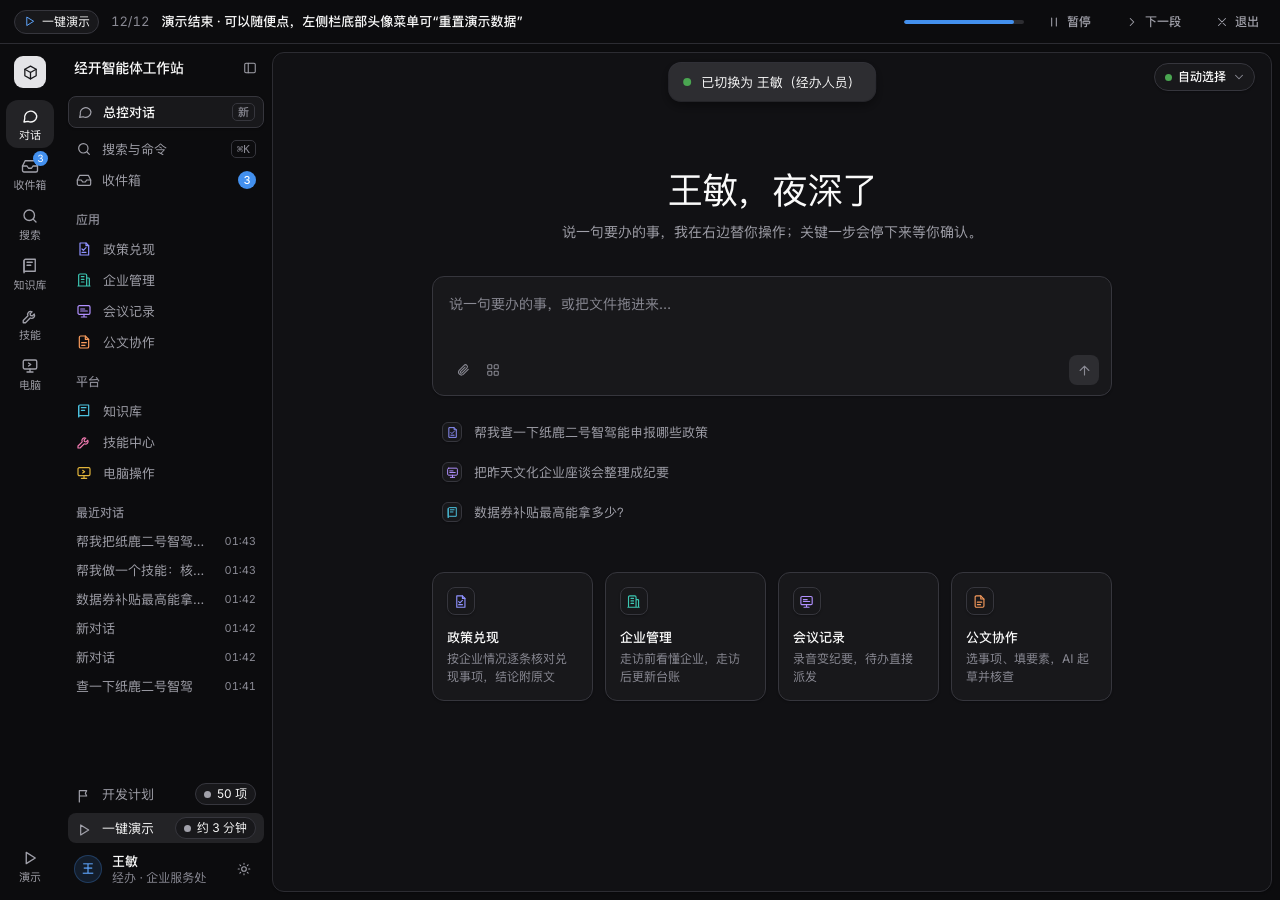 一键演示
12/12
演示结束 · 可以随便点，左侧栏底部头像菜单可“重置演示数据”
暂停
下一段
退出
对话
3
收件箱
搜索
知识库
技能
电脑
演示
经开智能体工作站
总控对话
新
搜索与命令
⌘K
收件箱
3
应用
政策兑现
企业管理
会议记录
公文协作
平台
知识库
技能中心
电脑操作
最近对话
帮我把纸鹿二号智驾...
01:43
帮我做一个技能：核...
01:43
数据券补贴最高能拿...
01:42
新对话
01:42
新对话
01:42
查一下纸鹿二号智驾
01:41
开发计划
50 项
一键演示
约 3 分钟
王
王敏
经办 · 企业服务处
已切换为 王敏（经办人员）
自动选择
王敏，夜深了
说一句要办的事，我在右边替你操作；关键一步会停下来等你确认。
说一句要办的事，或把文件拖进来...
帮我查一下纸鹿二号智驾能申报哪些政策
把昨天文化企业座谈会整理成纪要
数据券补贴最高能拿多少？
政策兑现
按企业情况逐条核对兑
现事项，结论附原文
企业管理
走访前看懂企业，走访
后更新台账
会议记录
录音变纪要，待办直接
派发
公文协作
选事项、填要素，AI 起
草并核查